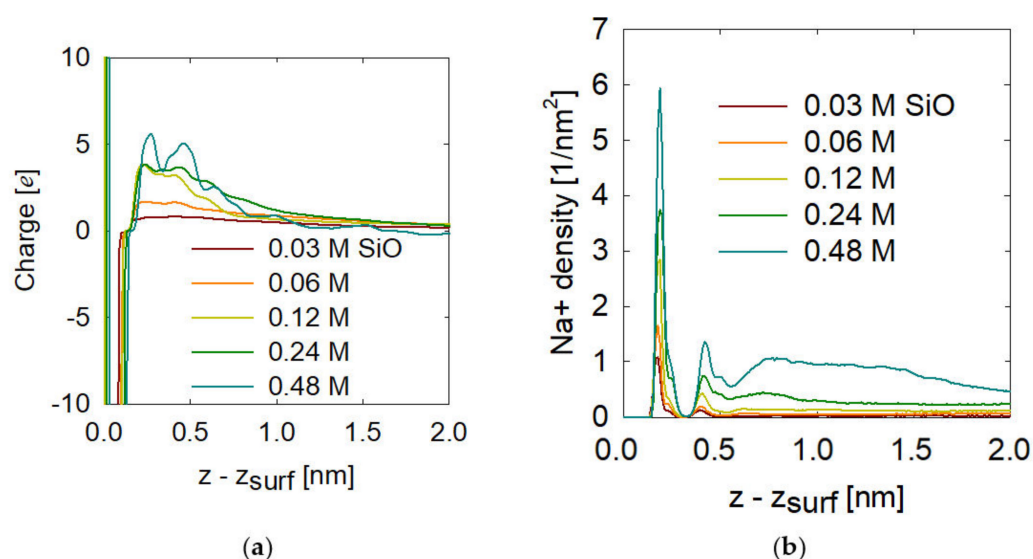 10
5
0
-5
-10
Charge [e]
0.03 M SiO
0.06 M
0.12 M
0.24 M
0.48 M
0.0 0.5 1.0 1.5 2.0
z - zsurf [nm]
(a)
7
6
5
4
3
2
1
0
Na+ density [1/nm2]
0.03 M SiO
0.06 M
0.12 M
0.24 M
0.48 M
0.0 0.5 1.0 1.5 2.0
z - zsurf [nm]
(b)